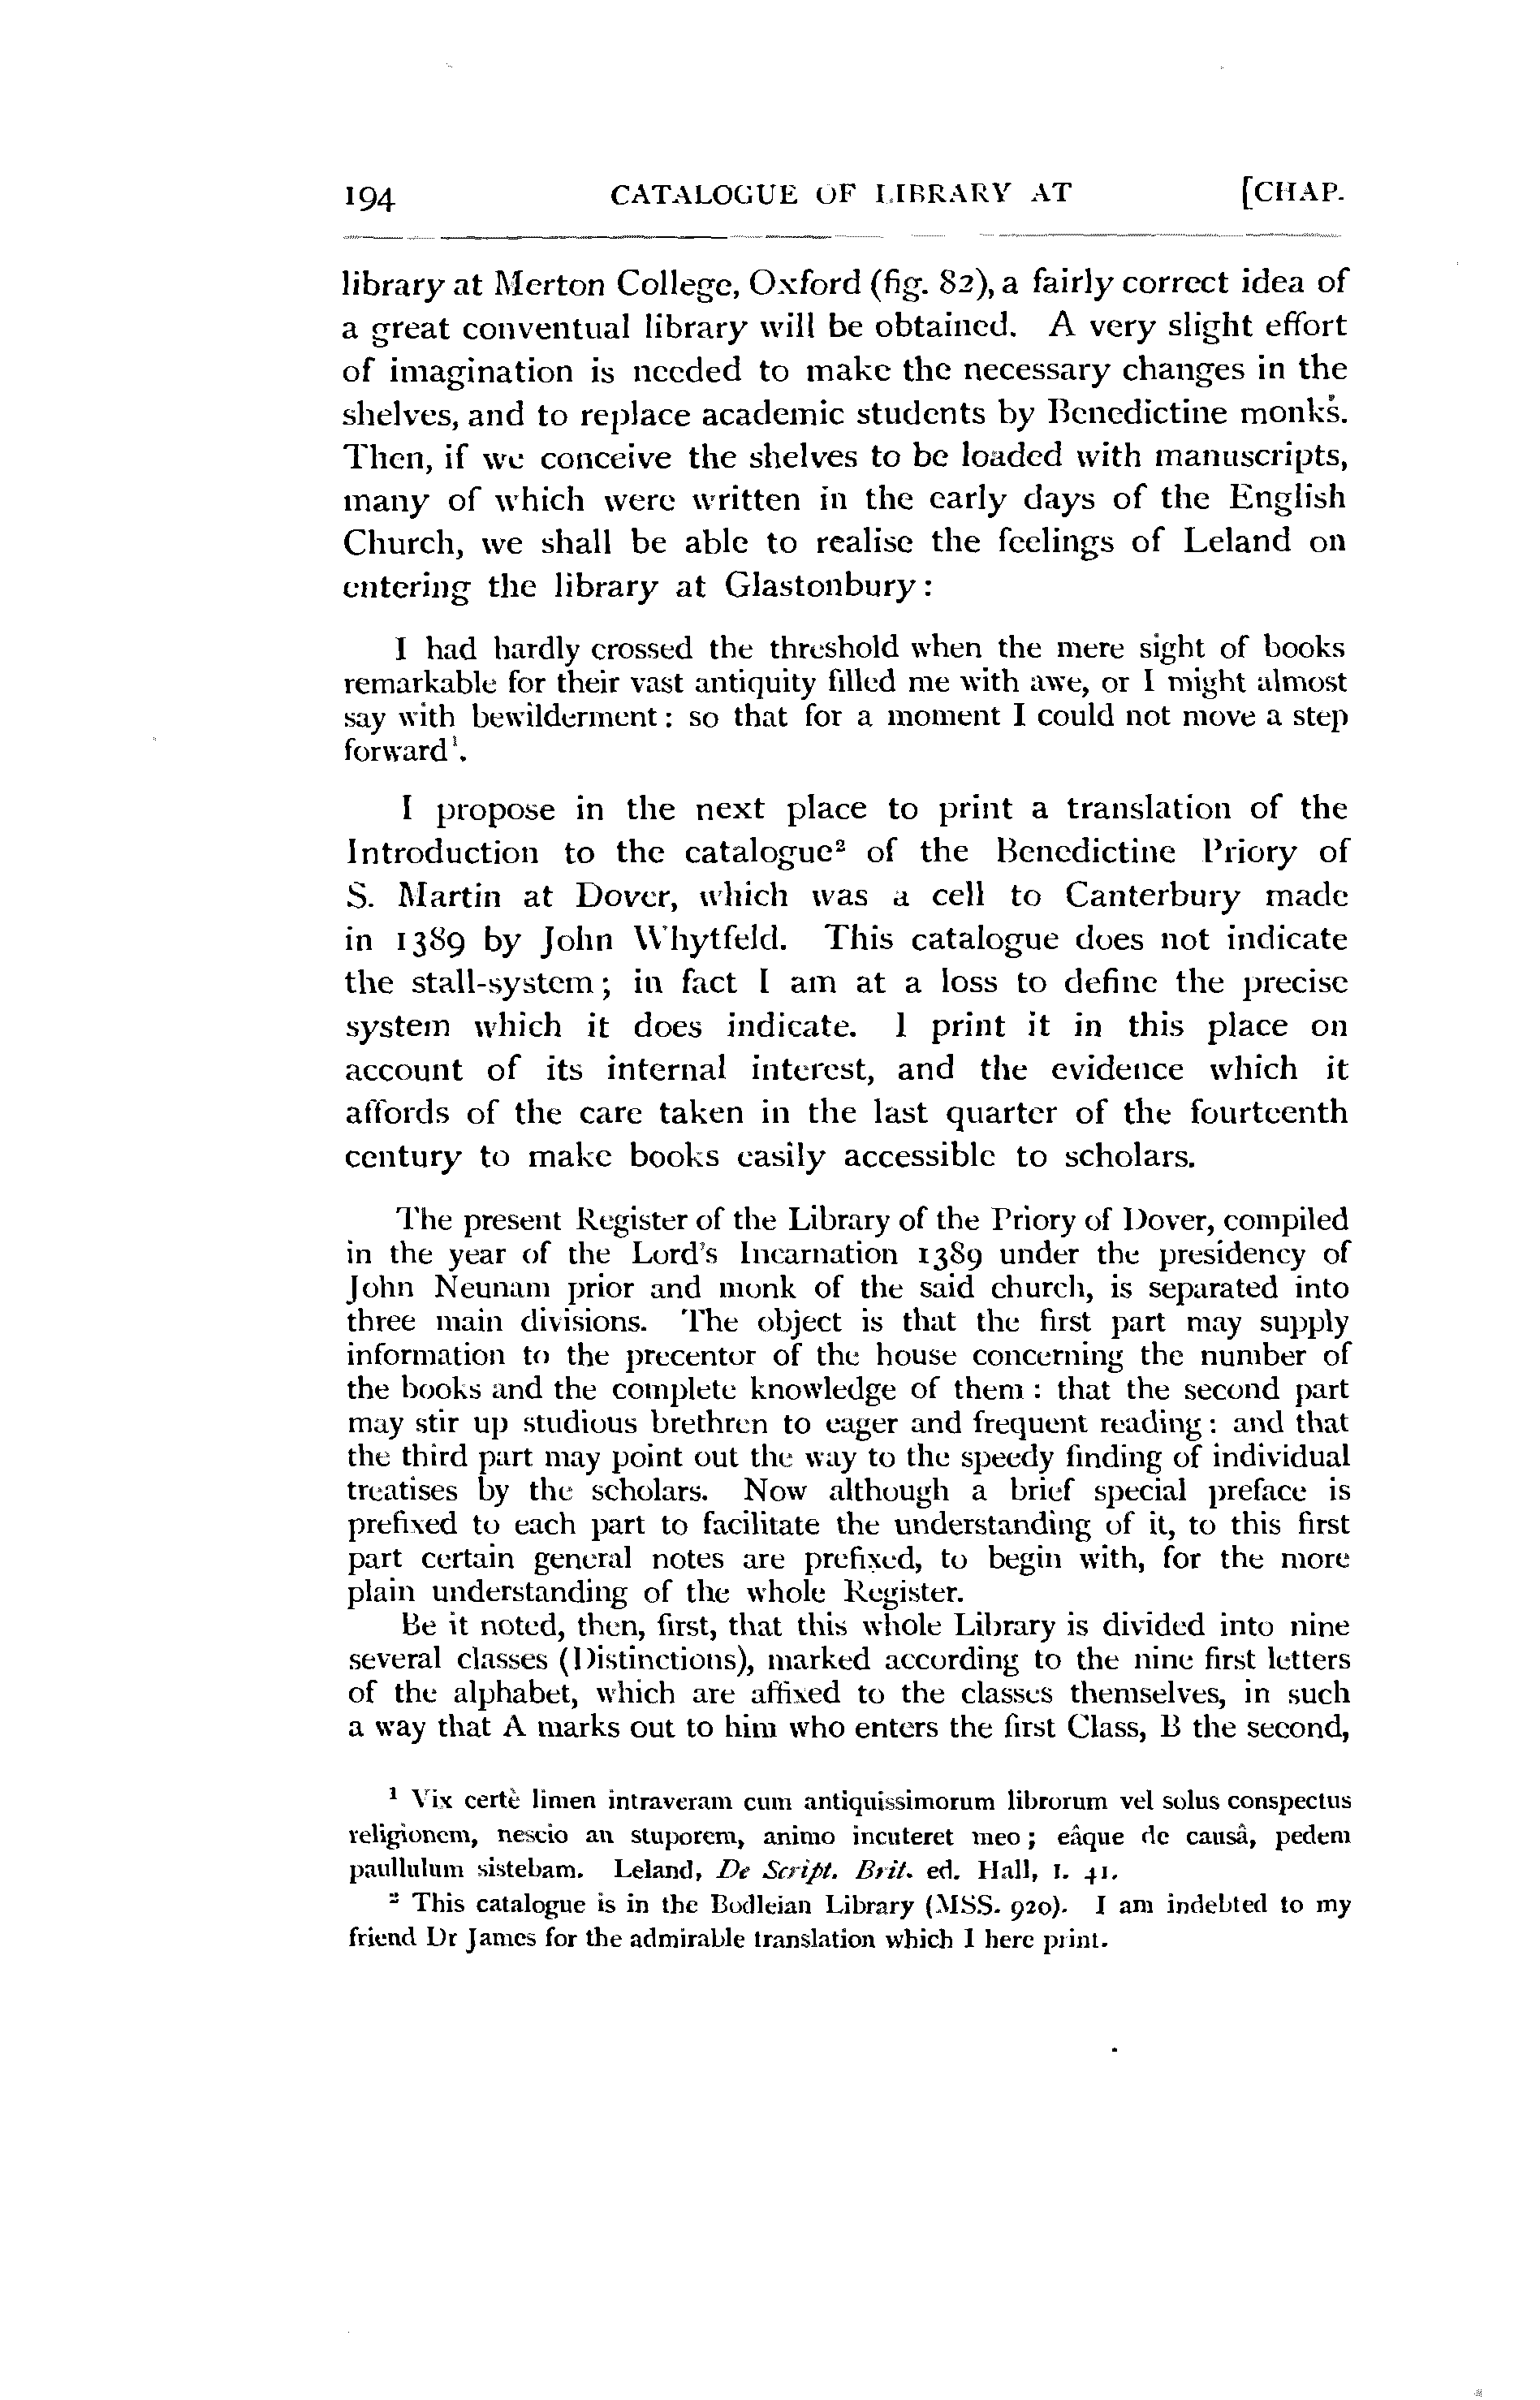 194 CATALOGUE OF LIBRARY AT [CHAP.
library at Merton College, Oxford (fig. 82), a fairly correct idea of
a great conventual library will be obtained. A very slight effort
of imagination is needed to make the necessary changes in the
shelves, and to replace academic students by Benedictine monks.
Then, if we conceive the shelves to be loaded with manuscripts,
many of which were written in the early days of the English
Church, we shall be able to realise the feelings of Leland on
entering the library at Glastonbury:
I had hardly crossed the threshold when the mere sight of books
remarkable for their vast antiquity filled me with awe, or I might almost
say with bewilderment: so that for a moment I could not move a step
forward¹.
I propose in the next place to print a translation of the
Introduction to the catalogue² of the Benedictine Priory of
S. Martin at Dover, which was a cell to Canterbury made
in 1389 by John Whytfeld. This catalogue does not indicate
the stall-system; in fact I am at a loss to define the precise
system which it does indicate. I print it in this place on
account of its internal interest, and the evidence which it
affords of the care taken in the last quarter of the fourteenth
century to make books easily accessible to scholars.
The present Register of the Library of the Priory of Dover, compiled
in the year of the Lord's Incarnation 1389 under the presidency of
John Neunam prior and monk of the said church, is separated into
three main divisions. The object is that the first part may supply
information to the precentor of the house concerning the number of
the books and the complete knowledge of them: that the second part
may stir up studious brethren to eager and frequent reading: and that
the third part may point out the way to the speedy finding of individual
treatises by the scholars. Now although a brief special preface is
prefixed to each part to facilitate the understanding of it, to this first
part certain general notes are prefixed, to begin with, for the more
plain understanding of the whole Register.
Be it noted, then, first, that this whole Library is divided into nine
several classes (Distinctions), marked according to the nine first letters
of the alphabet, which are affixed to the classes themselves, in such
a way that A marks out to him who enters the first Class, B the second,
¹ Vix certè limen intraveram cum antiquissimorum librorum vel solus conspectus
religionem, nescio an stuporem, animo incuteret meo; eâque de causâ, pedem
paullulum sistebam. Leland, De Script. Brit. ed. Hall, I. 41.
² This catalogue is in the Bodleian Library (MSS. 920). I am indebted to my
friend Dr James for the admirable translation which I here print.